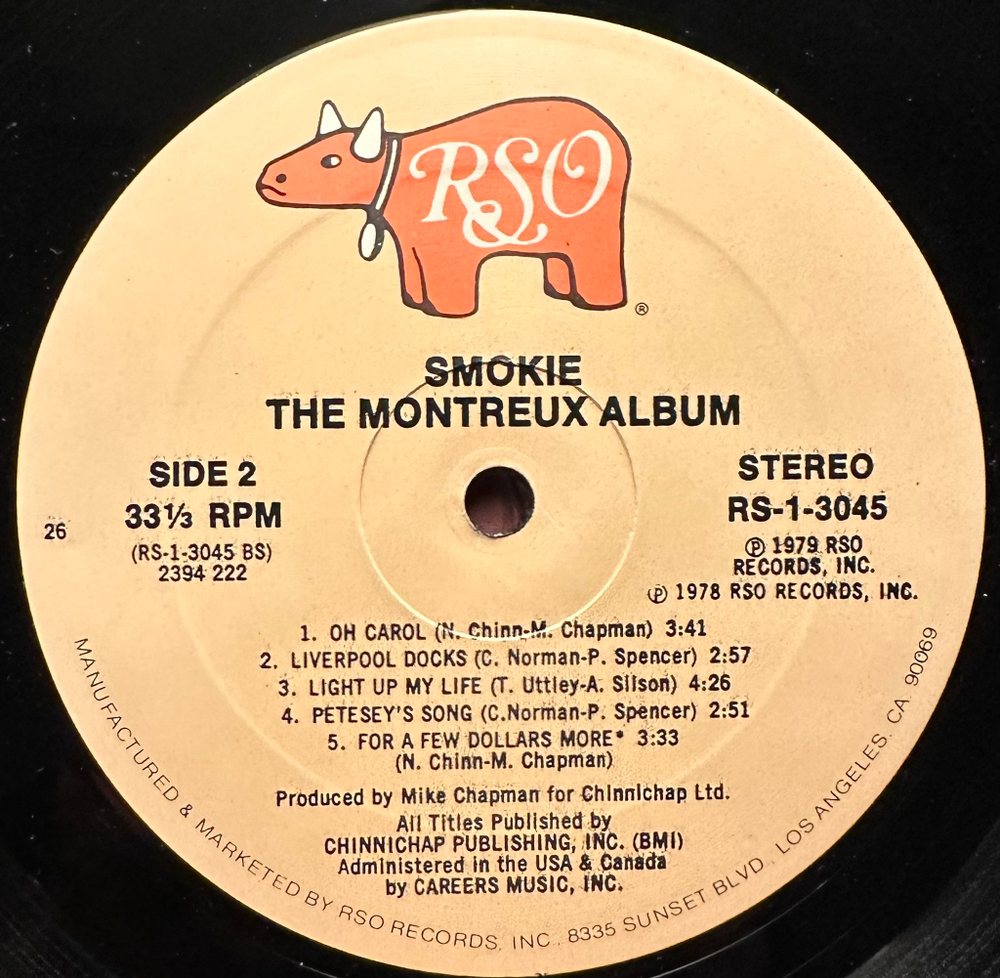 RSO
®
SMOKIE
THE MONTREUX ALBUM
SIDE 2
33⅓ RPM
(RS-1-3045 BS)
2394 222
26
STEREO
RS-1-3045
℗ 1979 RSO
RECORDS, INC.
℗ 1978 RSO RECORDS, INC.
1. OH CAROL (N. Chinn-M. Chapman) 3:41
2. LIVERPOOL DOCKS (C. Norman-P. Spencer) 2:57
3. LIGHT UP MY LIFE (T. Uttley-A. Silson) 4:26
4. PETESEY'S SONG (C.Norman-P. Spencer) 2:51
5. FOR A FEW DOLLARS MORE* 3:33
(N. Chinn-M. Chapman)
Produced by Mike Chapman for Chinnichap Ltd.
All Titles Published by
CHINNICHAP PUBLISHING, INC. (BMI)
Administered in the USA & Canada
by CAREERS MUSIC, INC.
MANUFACTURED & MARKETED BY RSO RECORDS, INC., 8335 SUNSET BLVD., LOS ANGELES, CA. 90069